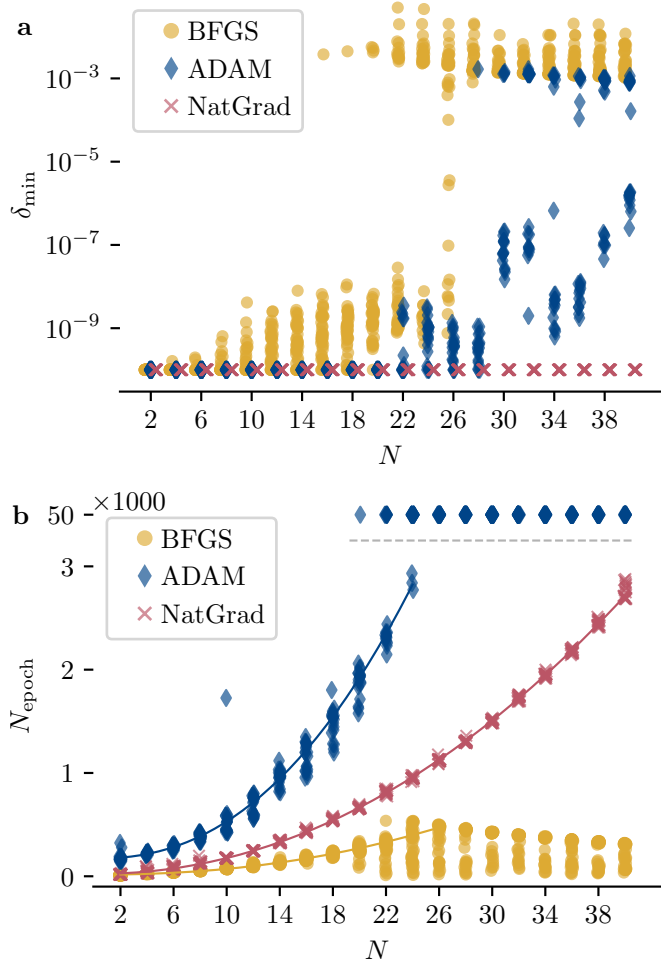 a
BFGS
ADAM
NatGrad
10⁻³
10⁻⁵
10⁻⁷
10⁻⁹
δ_min
2 6 10 14 18 22 26 30 34 38
N
b
×1000
50
BFGS
ADAM
NatGrad
3
2
1
0
N_epoch
2 6 10 14 18 22 26 30 34 38
N